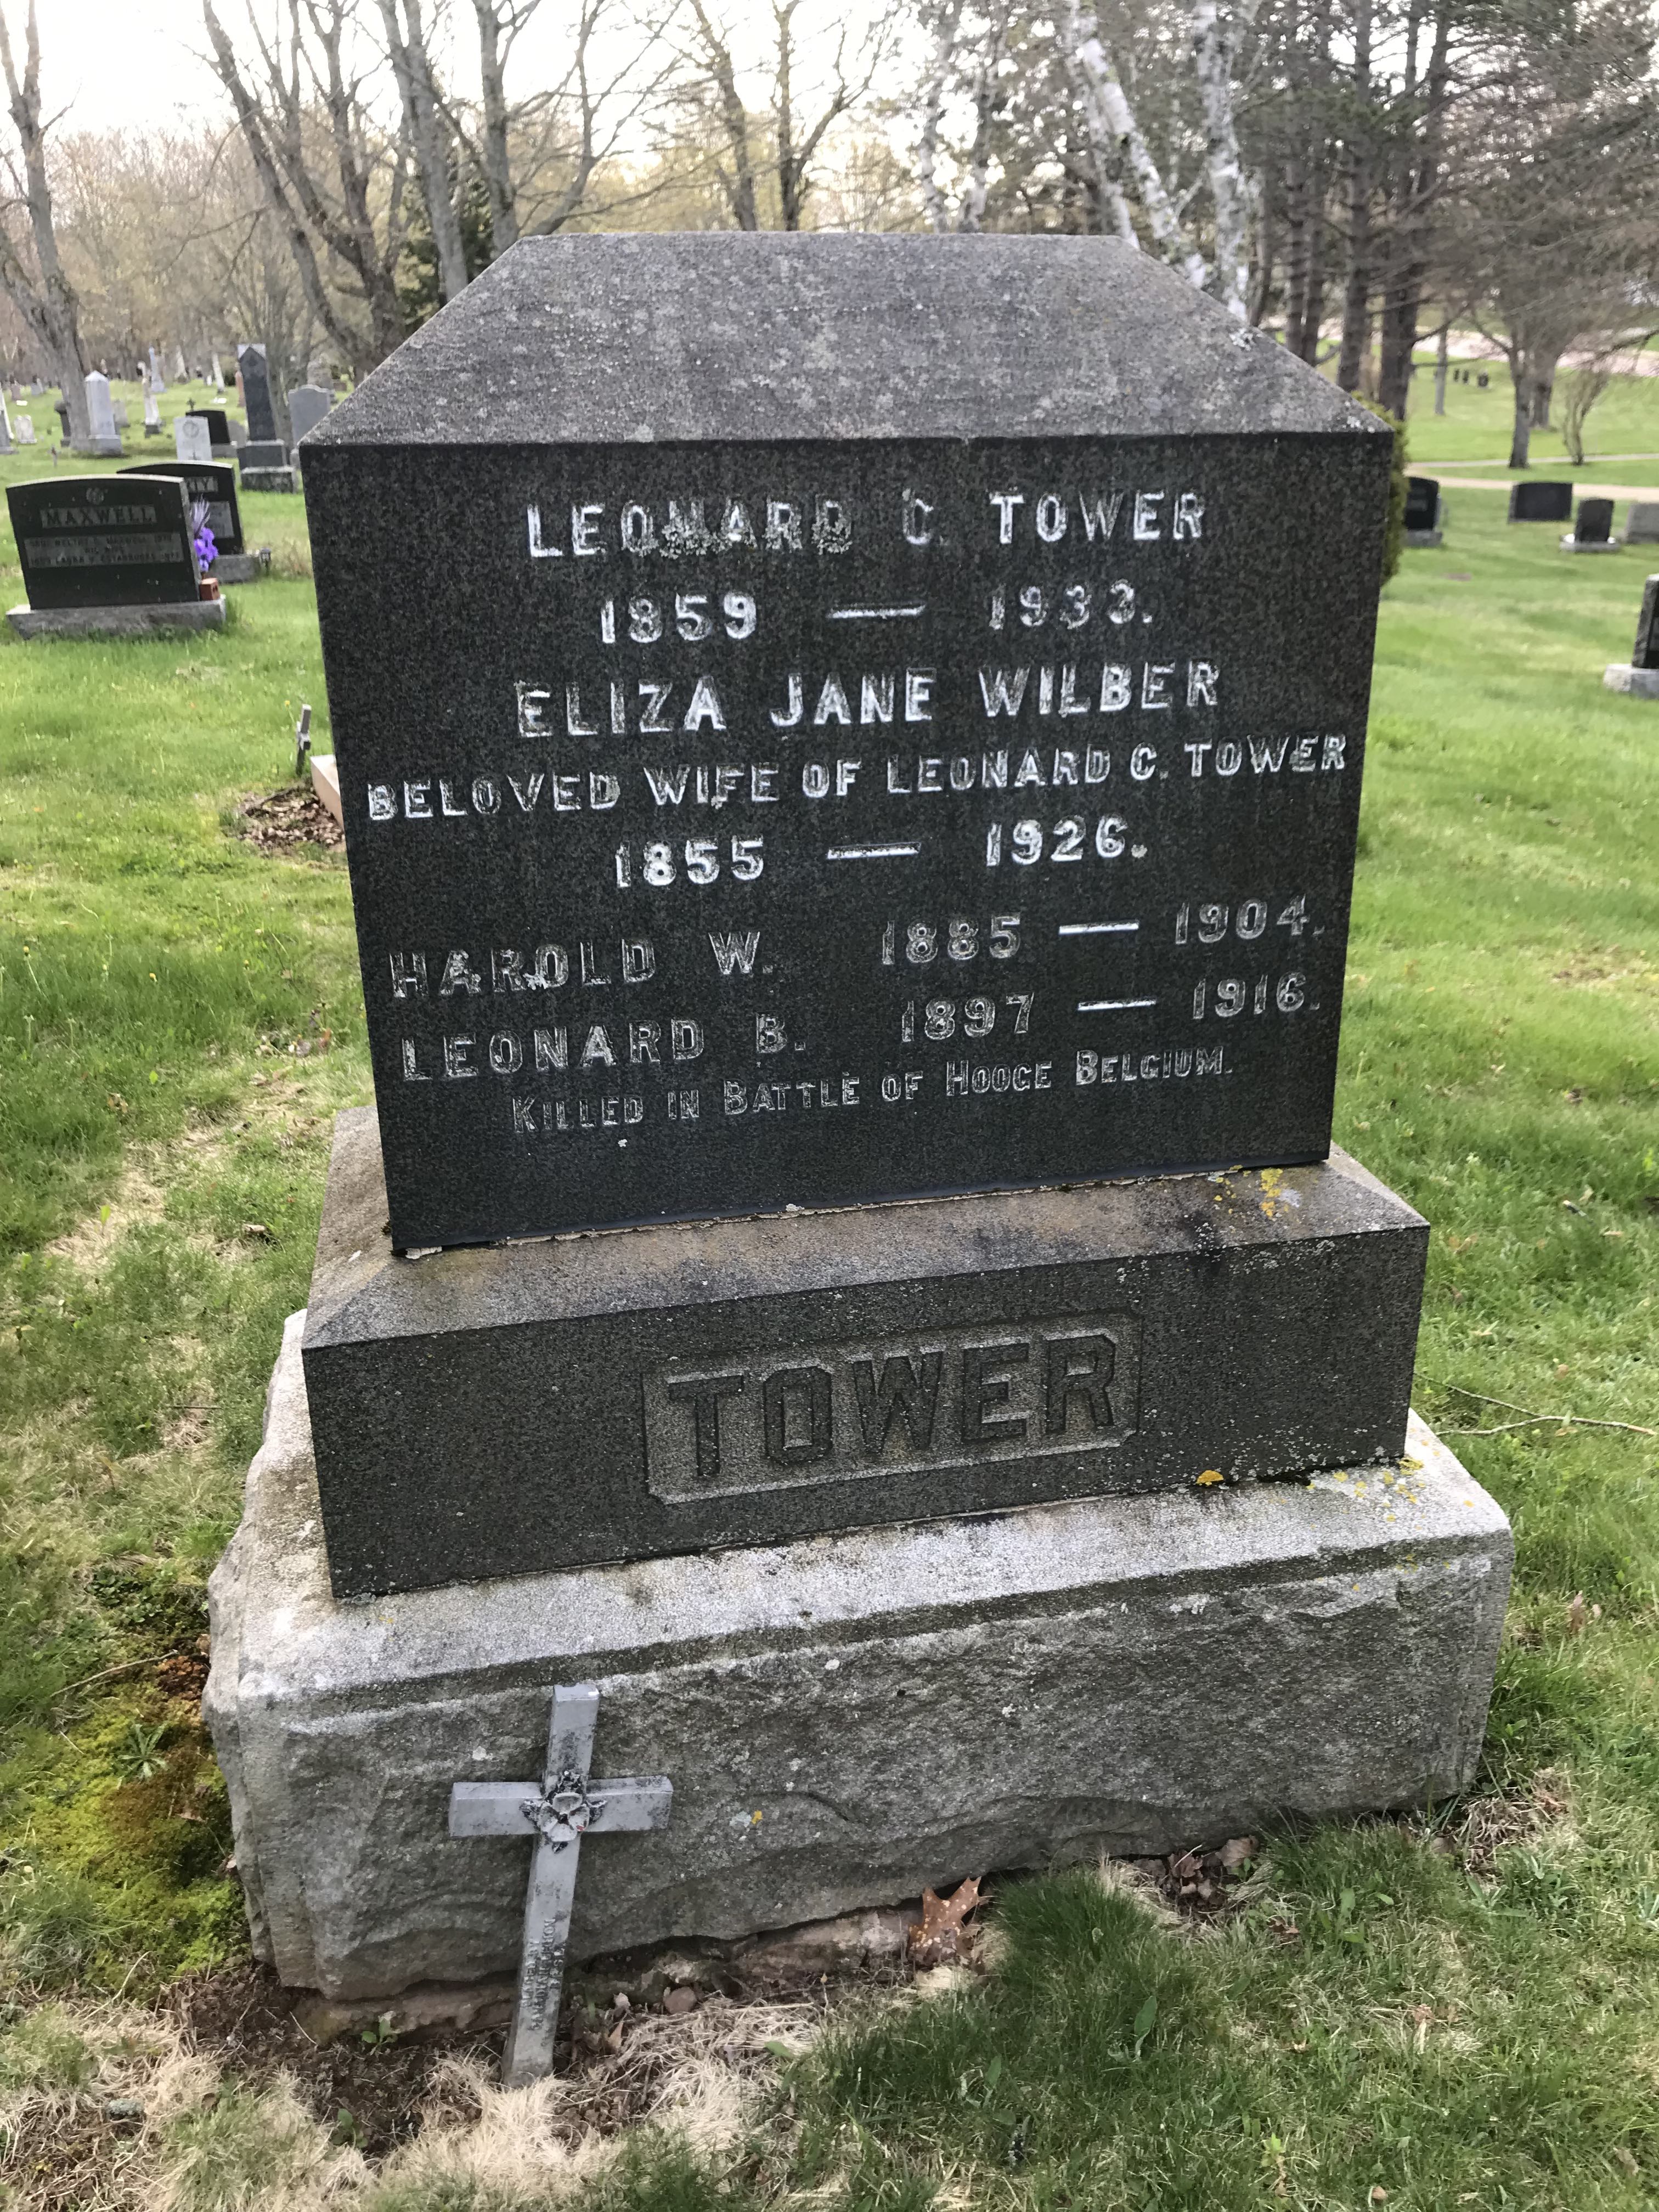 LEONARD C. TOWER
1859 — 1933.
ELIZA JANE WILBER
BELOVED WIFE OF LEONARD C. TOWER
1855 — 1926.
HAROLD W. 1885 — 1904.
LEONARD B. 1897 — 1916.
KILLED IN BATTLE OF HOOGE BELGIUM.
TOWER
MAXWELL